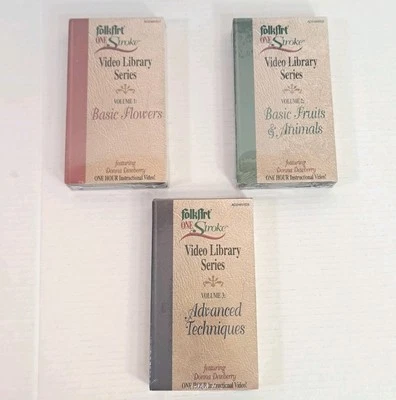 folkArt
ONE Stroke
Video Library
Series
VOLUME 1:
Basic Flowers
featuring
Donna Dewberry
ONE HOUR Instructional Video!
folkArt
ONE Stroke
Video Library
Series
VOLUME 2:
Basic Fruits
& Animals
featuring
Donna Dewberry
ONE HOUR Instructional Video!
folkArt
ONE Stroke
Video Library
Series
VOLUME 3:
Advanced
Techniques
featuring
Donna Dewberry
ONE HOUR Instructional Video!